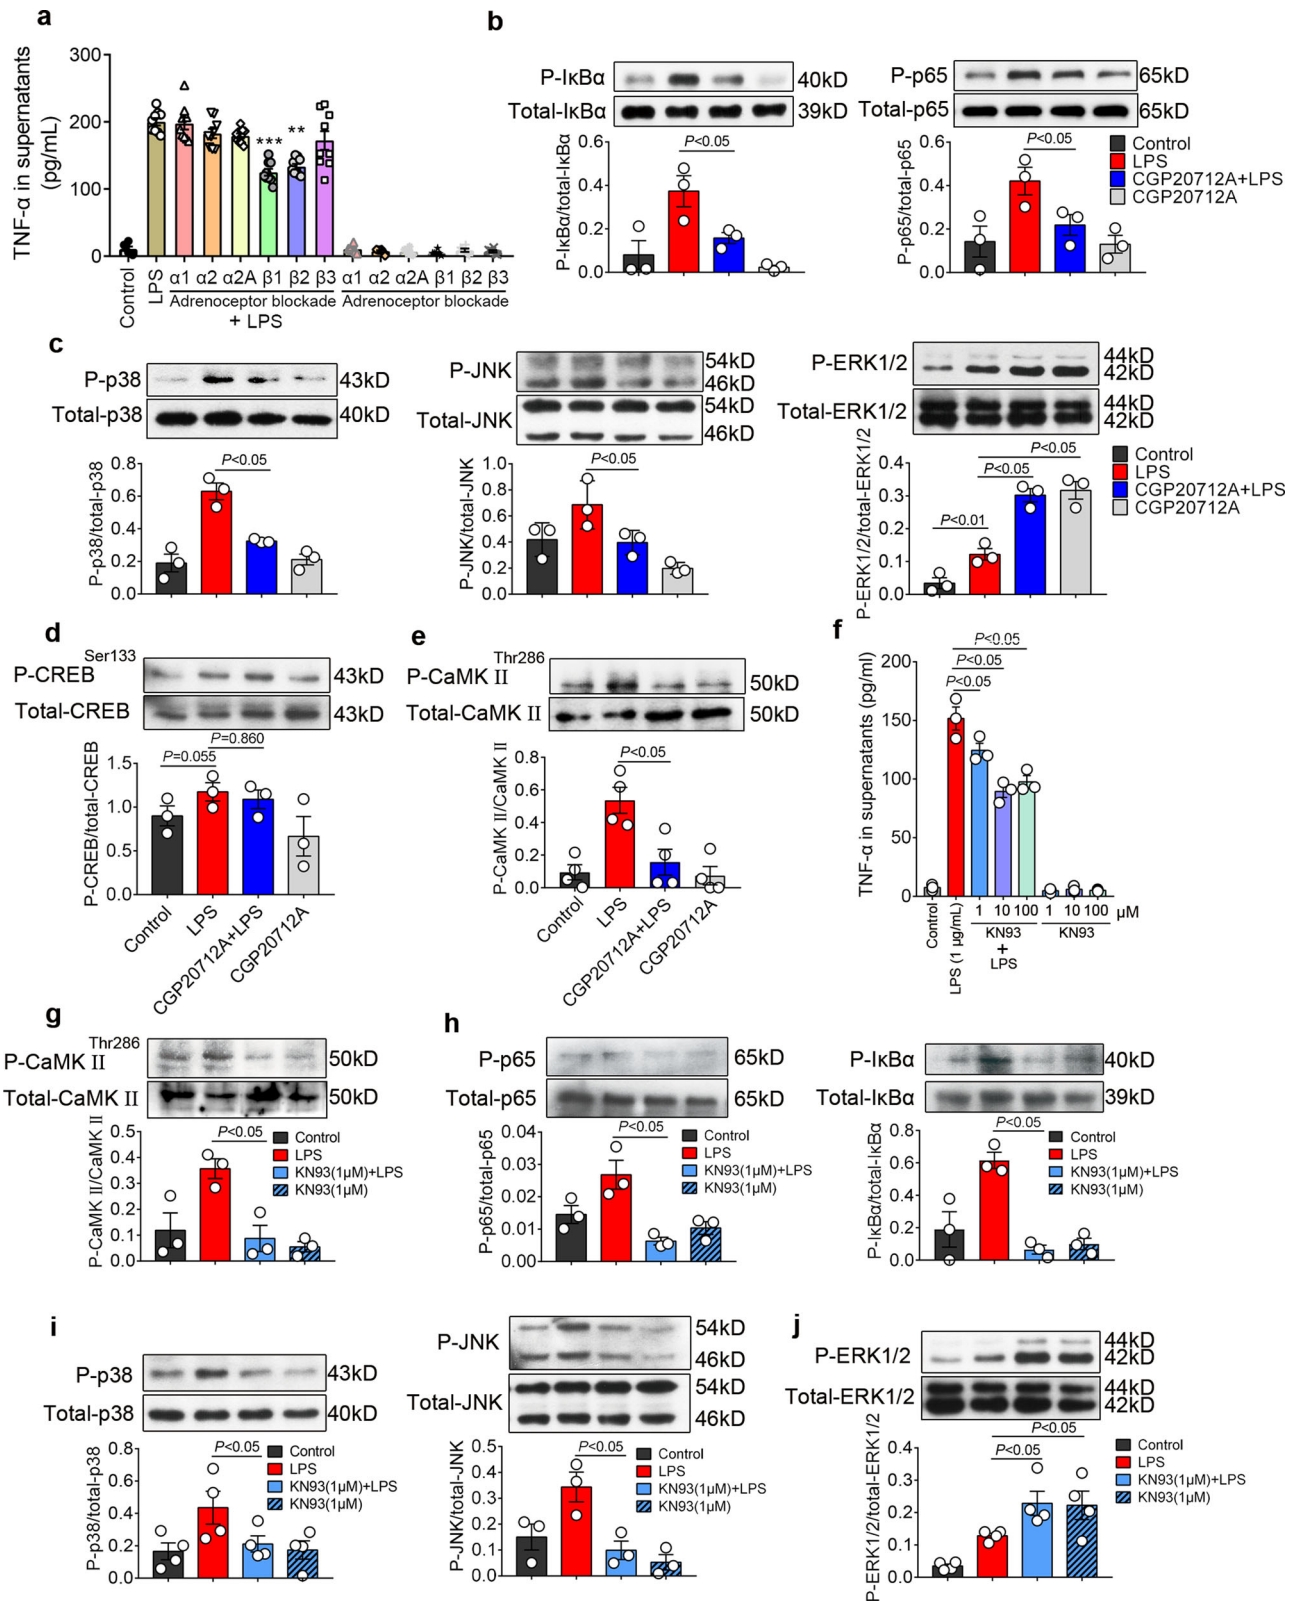 a
TNF-α in supernatants
(pg/mL)
300
200
100
0
***
**
Control
LPS
α1 α2 α2A β1 β2 β3
Adrenoceptor blockade
+ LPS
α1 α2 α2A β1 β2 β3
Adrenoceptor blockade
b
P-IκBα
40kD
Total-IκBα
39kD
P-IκBα/total-IκBα
0.6
0.4
0.2
0.0
P<0.05
P-p65
65kD
Total-p65
65kD
P-p65/total-p65
0.6
0.4
0.2
0.0
P<0.05
Control
LPS
CGP20712A+LPS
CGP20712A
c
P-p38
43kD
Total-p38
40kD
P-p38/total-p38
0.8
0.6
0.4
0.2
0.0
P<0.05
P-JNK
54kD
46kD
Total-JNK
54kD
46kD
P-JNK/total-JNK
1.0
0.8
0.6
0.4
0.2
0.0
P<0.05
P-ERK1/2
44kD
42kD
Total-ERK1/2
44kD
42kD
P-ERK1/2/total-ERK1/2
0.4
0.3
0.2
0.1
0.0
P<0.05
P<0.05
P<0.01
Control
LPS
CGP20712A+LPS
CGP20712A
d
P-CREB Ser133
43kD
Total-CREB
43kD
P-CREB/total-CREB
1.5
1.0
0.5
0.0
P=0.860
P=0.055
Control
LPS
CGP20712A+LPS
CGP20712A
e
P-CaMK II Thr286
50kD
Total-CaMK II
50kD
P-CaMK II/CaMK II
0.8
0.6
0.4
0.2
0.0
P<0.05
Control
LPS
CGP20712A+LPS
CGP20712A
f
TNF-α in supernatants (pg/ml)
200
150
100
50
0
P<0.05
P<0.05
P<0.05
Control
LPS (1 μg/mL)
1 10 100
KN93
+
LPS
1 10 100 μM
KN93
g
P-CaMK II Thr286
50kD
Total-CaMK II
50kD
P-CaMK II/CaMK II
0.5
0.4
0.3
0.2
0.1
0.0
P<0.05
Control
LPS
KN93(1μM)+LPS
KN93(1μM)
h
P-p65
65kD
Total-p65
65kD
P-p65/total-p65
0.04
0.03
0.02
0.01
0.00
P<0.05
Control
LPS
KN93(1μM)+LPS
KN93(1μM)
P-IκBα
40kD
Total-IκBα
39kD
P-IκBα/total-IκBα
0.8
0.6
0.4
0.2
0.0
P<0.05
Control
LPS
KN93(1μM)+LPS
KN93(1μM)
i
P-p38
43kD
Total-p38
40kD
P-p38/total-p38
0.8
0.6
0.4
0.2
0.0
P<0.05
Control
LPS
KN93(1μM)+LPS
KN93(1μM)
P-JNK
54kD
46kD
Total-JNK
54kD
46kD
P-JNK/total-JNK
0.5
0.4
0.3
0.2
0.1
0.0
P<0.05
Control
LPS
KN93(1μM)+LPS
KN93(1μM)
j
P-ERK1/2
44kD
42kD
Total-ERK1/2
44kD
42kD
P-ERK1/2/total-ERK1/2
0.4
0.3
0.2
0.1
0.0
P<0.05
P<0.05
Control
LPS
KN93(1μM)+LPS
KN93(1μM)